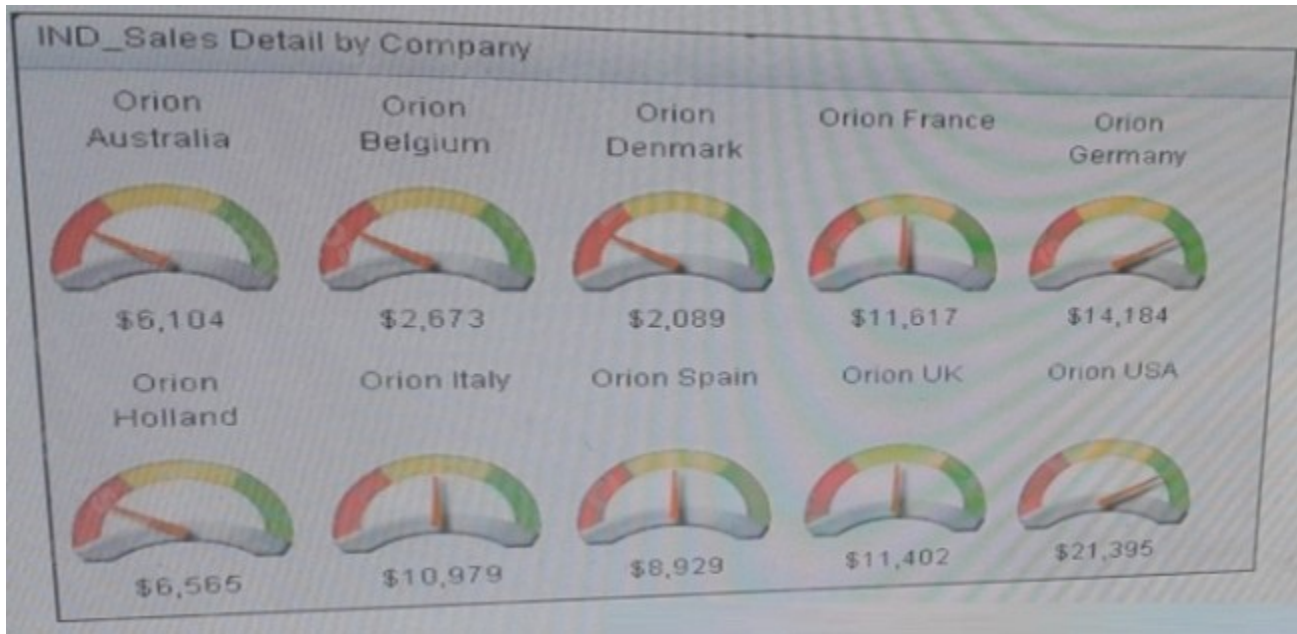 IND_Sales Detail by Company
Orion
Australia
Orion
Belgium
Orion
Denmark
Orion France
Orion
Germany
$6,104
$2,673
$2,089
$11,617
$14,184
Orion
Holland
Orion Italy
Orion Spain
Orion UK
Orion USA
$6,565
$10,979
$8,929
$11,402
$21,395